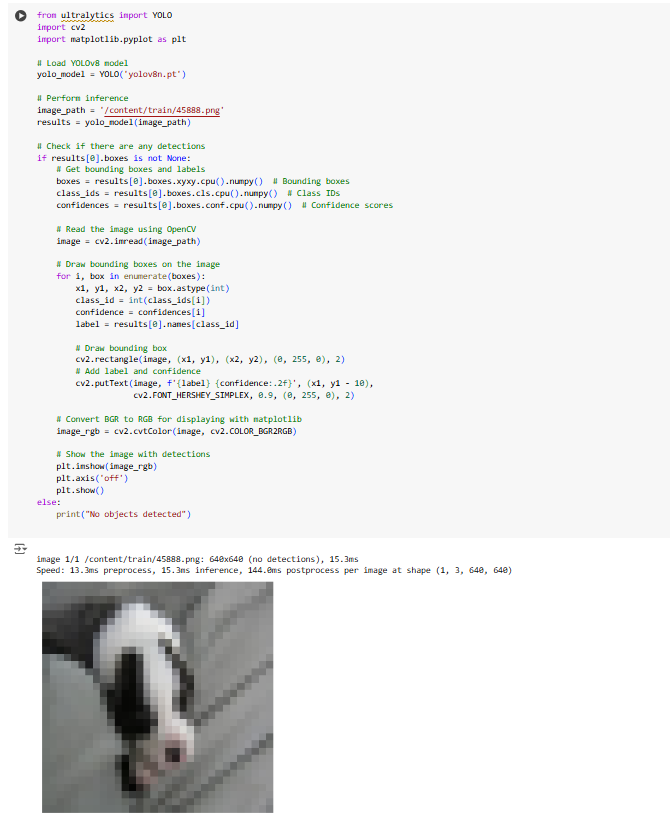 from ultralytics import YOLO
import cv2
import matplotlib.pyplot as plt

# Load YOLOv8 model
yolo_model = YOLO('yolov8n.pt')

# Perform inference
image_path = '/content/train/45888.png'
results = yolo_model(image_path)

# Check if there are any detections
if results[0].boxes is not None:
    # Get bounding boxes and labels
    boxes = results[0].boxes.xyxy.cpu().numpy()  # Bounding boxes
    class_ids = results[0].boxes.cls.cpu().numpy()  # Class IDs
    confidences = results[0].boxes.conf.cpu().numpy()  # Confidence scores

    # Read the image using OpenCV
    image = cv2.imread(image_path)

    # Draw bounding boxes on the image
    for i, box in enumerate(boxes):
        x1, y1, x2, y2 = box.astype(int)
        class_id = int(class_ids[i])
        confidence = confidences[i]
        label = results[0].names[class_id]

        # Draw bounding box
        cv2.rectangle(image, (x1, y1), (x2, y2), (0, 255, 0), 2)
        # Add label and confidence
        cv2.putText(image, f'{label} {confidence:.2f}', (x1, y1 - 10),
                    cv2.FONT_HERSHEY_SIMPLEX, 0.9, (0, 255, 0), 2)

    # Convert BGR to RGB for displaying with matplotlib
    image_rgb = cv2.cvtColor(image, cv2.COLOR_BGR2RGB)

    # Show the image with detections
    plt.imshow(image_rgb)
    plt.axis('off')
    plt.show()
else:
    print("No objects detected")

image 1/1 /content/train/45888.png: 640x640 (no detections), 15.3ms
Speed: 13.3ms preprocess, 15.3ms inference, 144.0ms postprocess per image at shape (1, 3, 640, 640)